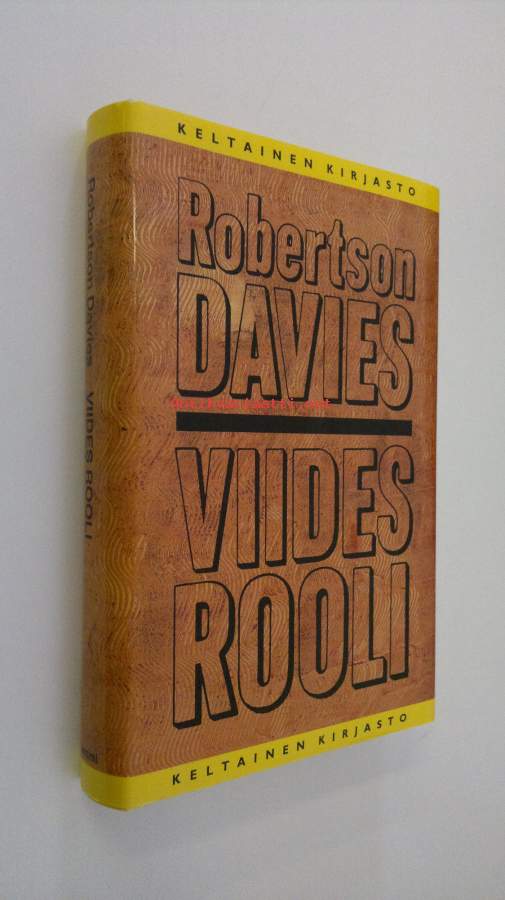 KELTAINEN KIRJASTO
Robertson
DAVIES
VIIDES
ROOLI
KELTAINEN KIRJASTO
Robertson Davies VIIDES ROOLI